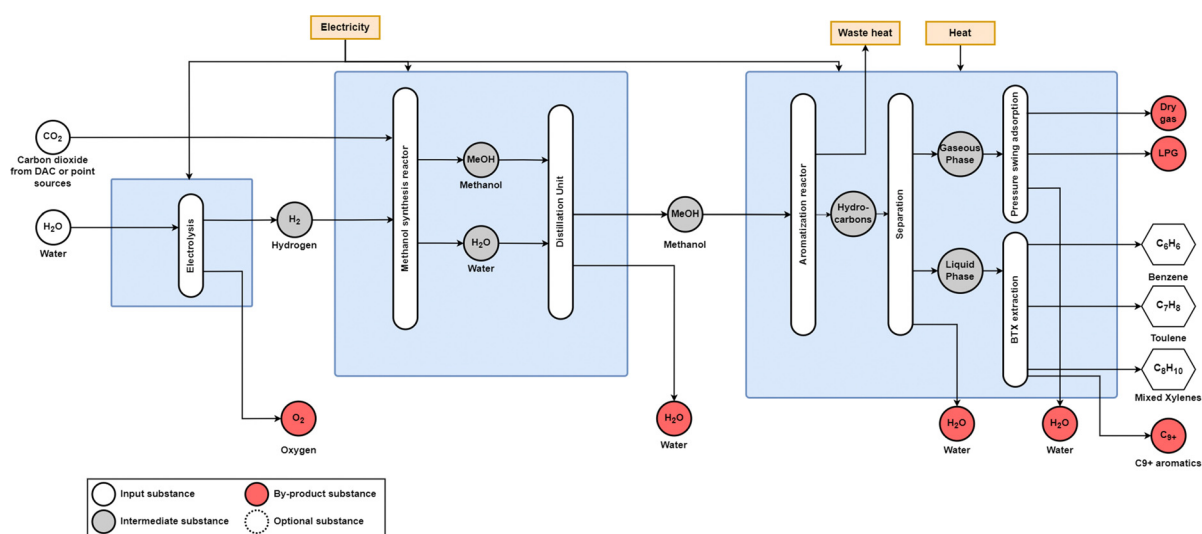 Electricity
Waste heat
Heat
CO2
Carbon dioxide
from DAC or point
sources
H2O
Water
Electrolysis
H2
Hydrogen
O2
Oxygen
Methanol synthesis reactor
MeOH
Methanol
H2O
Water
Distillation Unit
MeOH
Methanol
H2O
Water
Aromatization reactor
Hydro-
carbons
Separation
Gaseous
Phase
Liquid
Phase
H2O
Water
Pressure swing adsorption
BTX extraction
H2O
Water
Dry
gas
LPG
C6H6
Benzene
C7H8
Toulene
C8H10
Mixed Xylenes
C9+
C9+ aromatics
Input substance
By-product substance
Intermediate substance
Optional substance